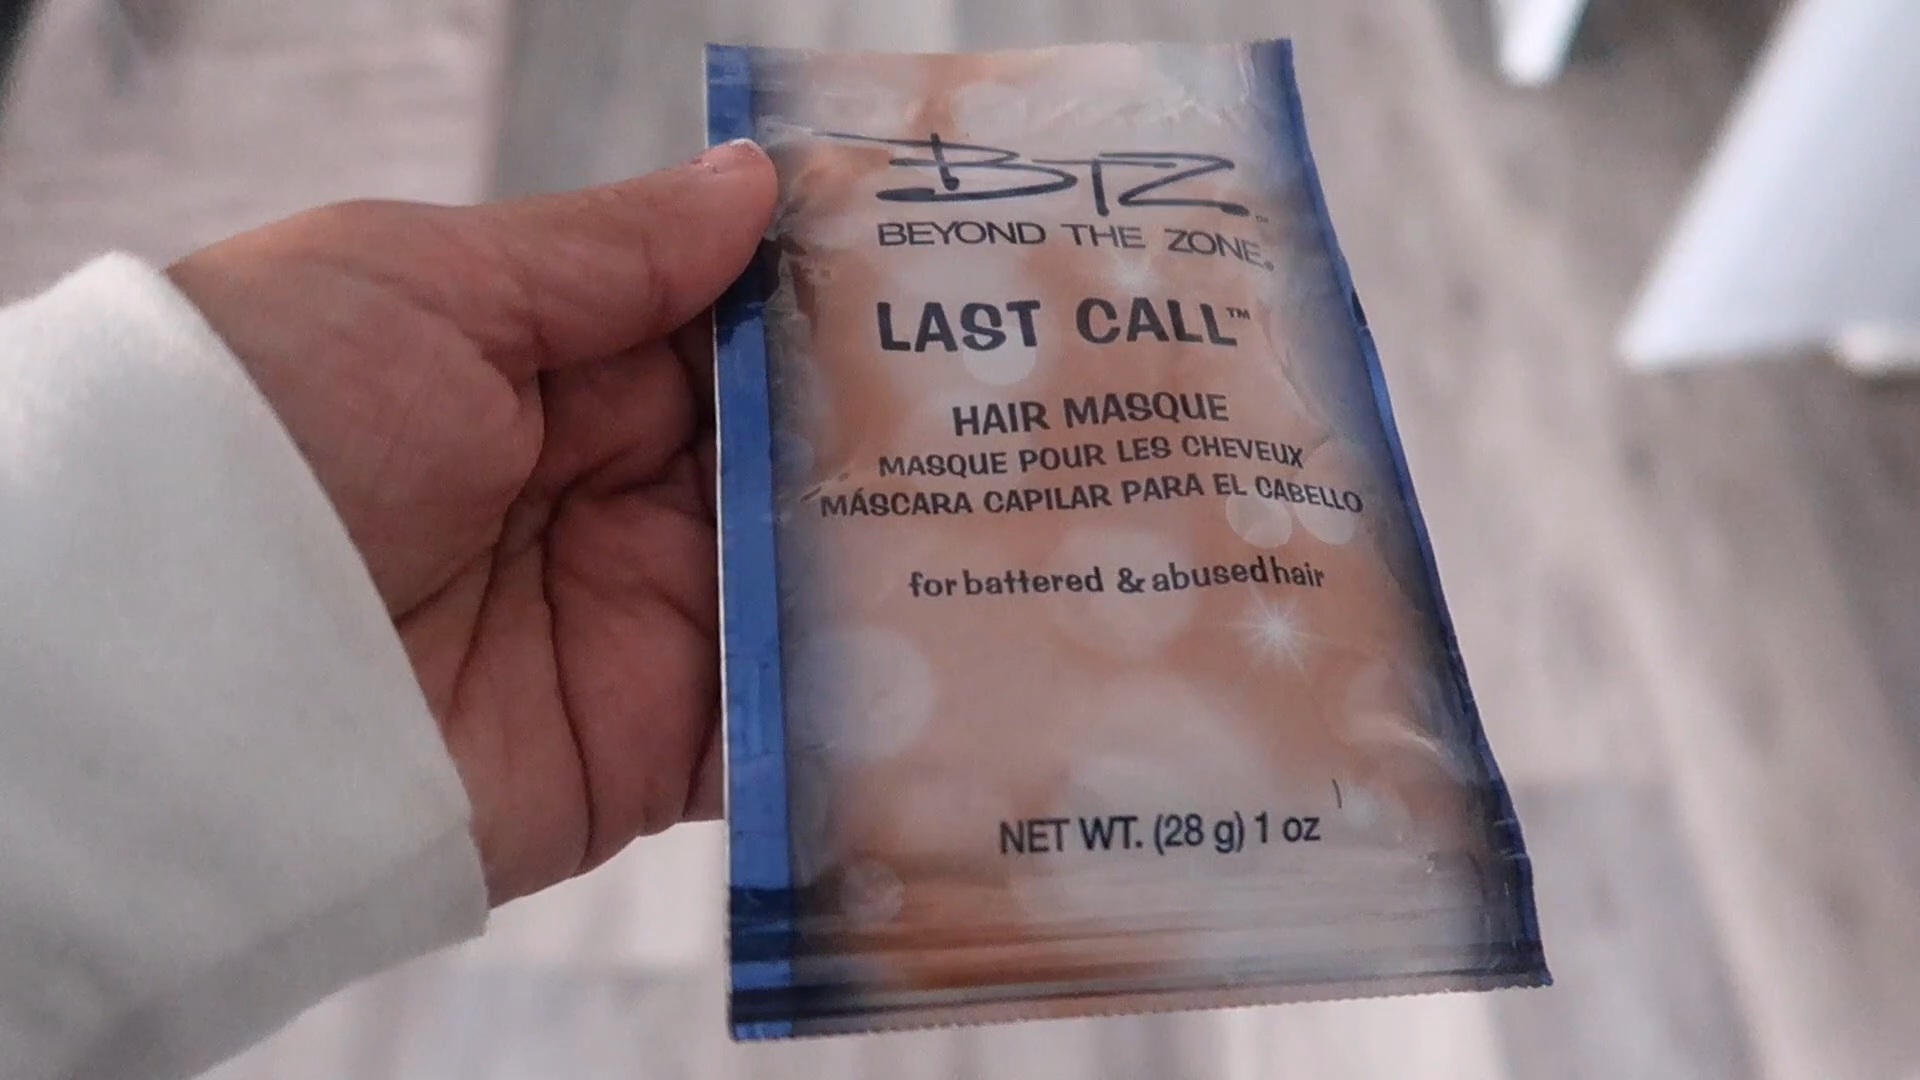 BTZ™
BEYOND THE ZONE®
LAST CALL™
HAIR MASQUE
MASQUE POUR LES CHEVEUX
MÁSCARA CAPILAR PARA EL CABELLO
for battered & abused hair
NET WT. (28 g) 1 oz